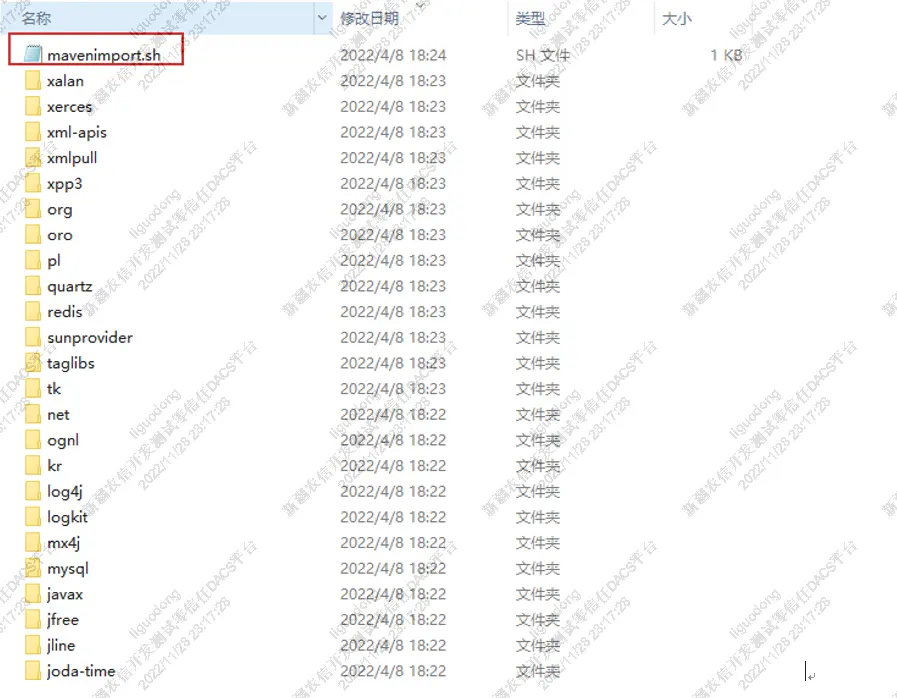 名称 修改日期 类型 大小
mavenimport.sh 2022/4/8 18:24 SH 文件 1 KB
xalan 2022/4/8 18:23 文件夹
xerces 2022/4/8 18:23 文件夹
xml-apis 2022/4/8 18:23 文件夹
xmlpull 2022/4/8 18:23 文件夹
xpp3 2022/4/8 18:23 文件夹
org 2022/4/8 18:23 文件夹
oro 2022/4/8 18:23 文件夹
pl 2022/4/8 18:23 文件夹
quartz 2022/4/8 18:23 文件夹
redis 2022/4/8 18:23 文件夹
sunprovider 2022/4/8 18:23 文件夹
taglibs 2022/4/8 18:23 文件夹
tk 2022/4/8 18:23 文件夹
net 2022/4/8 18:22 文件夹
ognl 2022/4/8 18:22 文件夹
kr 2022/4/8 18:22 文件夹
log4j 2022/4/8 18:22 文件夹
logkit 2022/4/8 18:22 文件夹
mx4j 2022/4/8 18:22 文件夹
mysql 2022/4/8 18:22 文件夹
javax 2022/4/8 18:22 文件夹
jfree 2022/4/8 18:22 文件夹
jline 2022/4/8 18:22 文件夹
joda-time 2022/4/8 18:22 文件夹
liguodong
新疆农信开发测试零信任DACS平台
2022/11/28 23:17:28